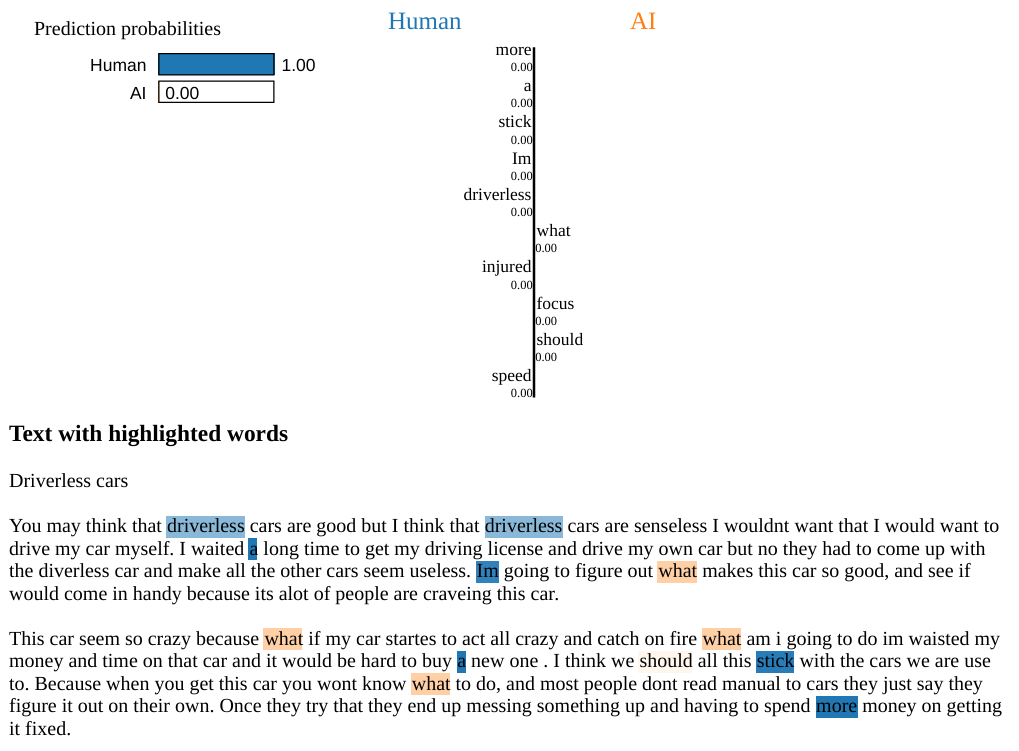 Prediction probabilities
Human 1.00
AI 0.00
Human AI
more
0.00
a
0.00
stick
0.00
Im
0.00
driverless
0.00
what
0.00
injured
0.00
focus
0.00
should
0.00
speed
0.00
Text with highlighted words
Driverless cars
You may think that driverless cars are good but I think that driverless cars are senseless I wouldnt want that I would want to
drive my car myself. I waited a long time to get my driving license and drive my own car but no they had to come up with
the diverless car and make all the other cars seem useless. Im going to figure out what makes this car so good, and see if
would come in handy because its alot of people are craveing this car.
This car seem so crazy because what if my car startes to act all crazy and catch on fire what am i going to do im waisted my
money and time on that car and it would be hard to buy a new one . I think we should all this stick with the cars we are use
to. Because when you get this car you wont know what to do, and most people dont read manual to cars they just say they
figure it out on their own. Once they try that they end up messing something up and having to spend more money on getting
it fixed.